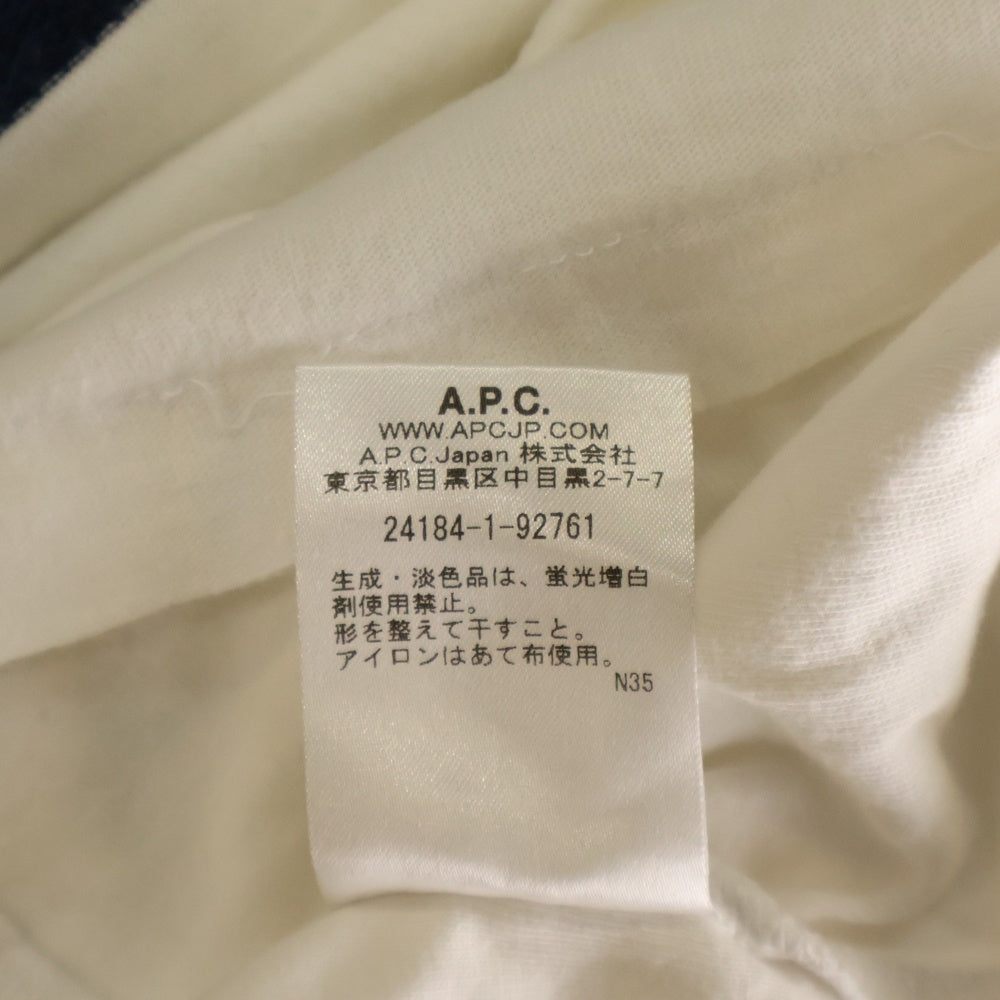 A.P.C.
WWW.APCJP.COM
A.P.C.Japan 株式会社
東京都目黒区中目黒2-7-7
24184-1-92761
生成・淡色品は、蛍光増白
剤使用禁止。
形を整えて干すこと。
アイロンはあて布使用。
N35